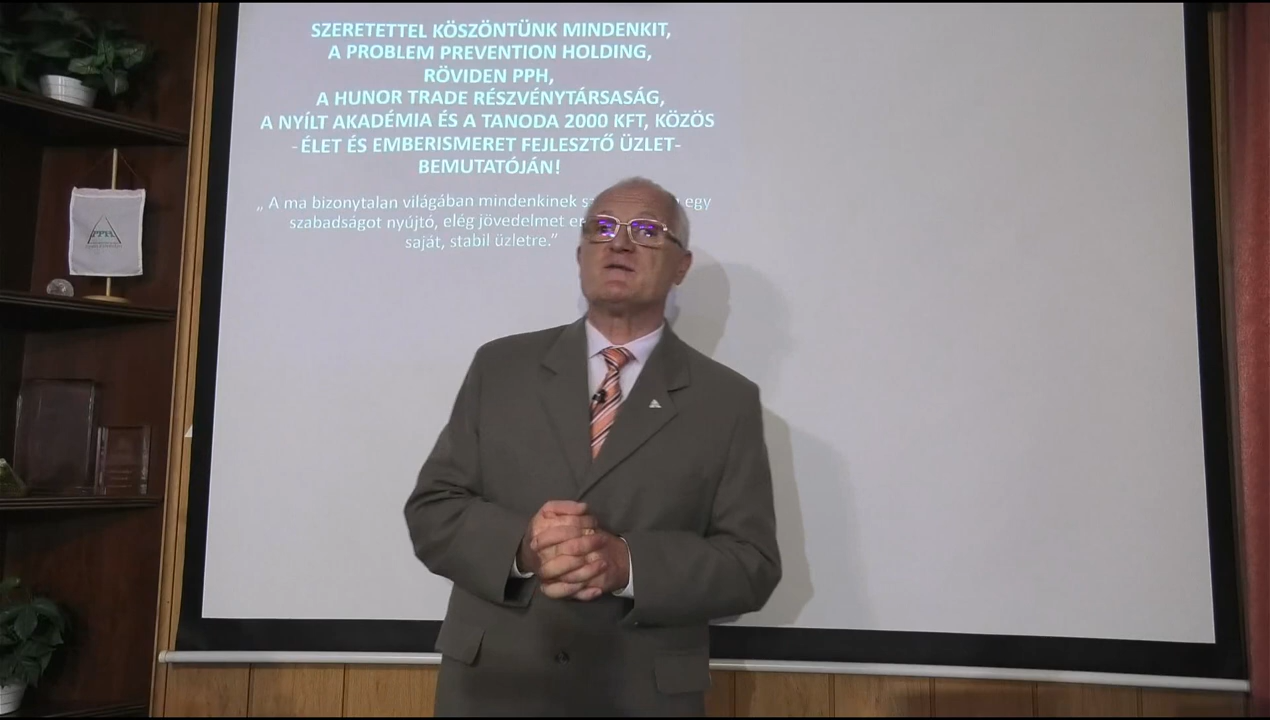 SZERETETTEL KÖSZÖNTÜNK MINDENKIT,
A PROBLEM PREVENTION HOLDING,
RÖVIDEN PPH,
A HUNOR TRADE RÉSZVÉNYTÁRSASÁG,
A NYÍLT AKADÉMIA ÉS A TANODA 2000 KFT, KÖZÖS
- ÉLET ÉS EMBERISMERET FEJLESZTŐ ÜZLET-
BEMUTATÓJÁN!
„ A ma bizonytalan világában mindenkinek egy
szabadságot nyújtó, elég jövedelmet
saját, stabil üzletre.”
PPH